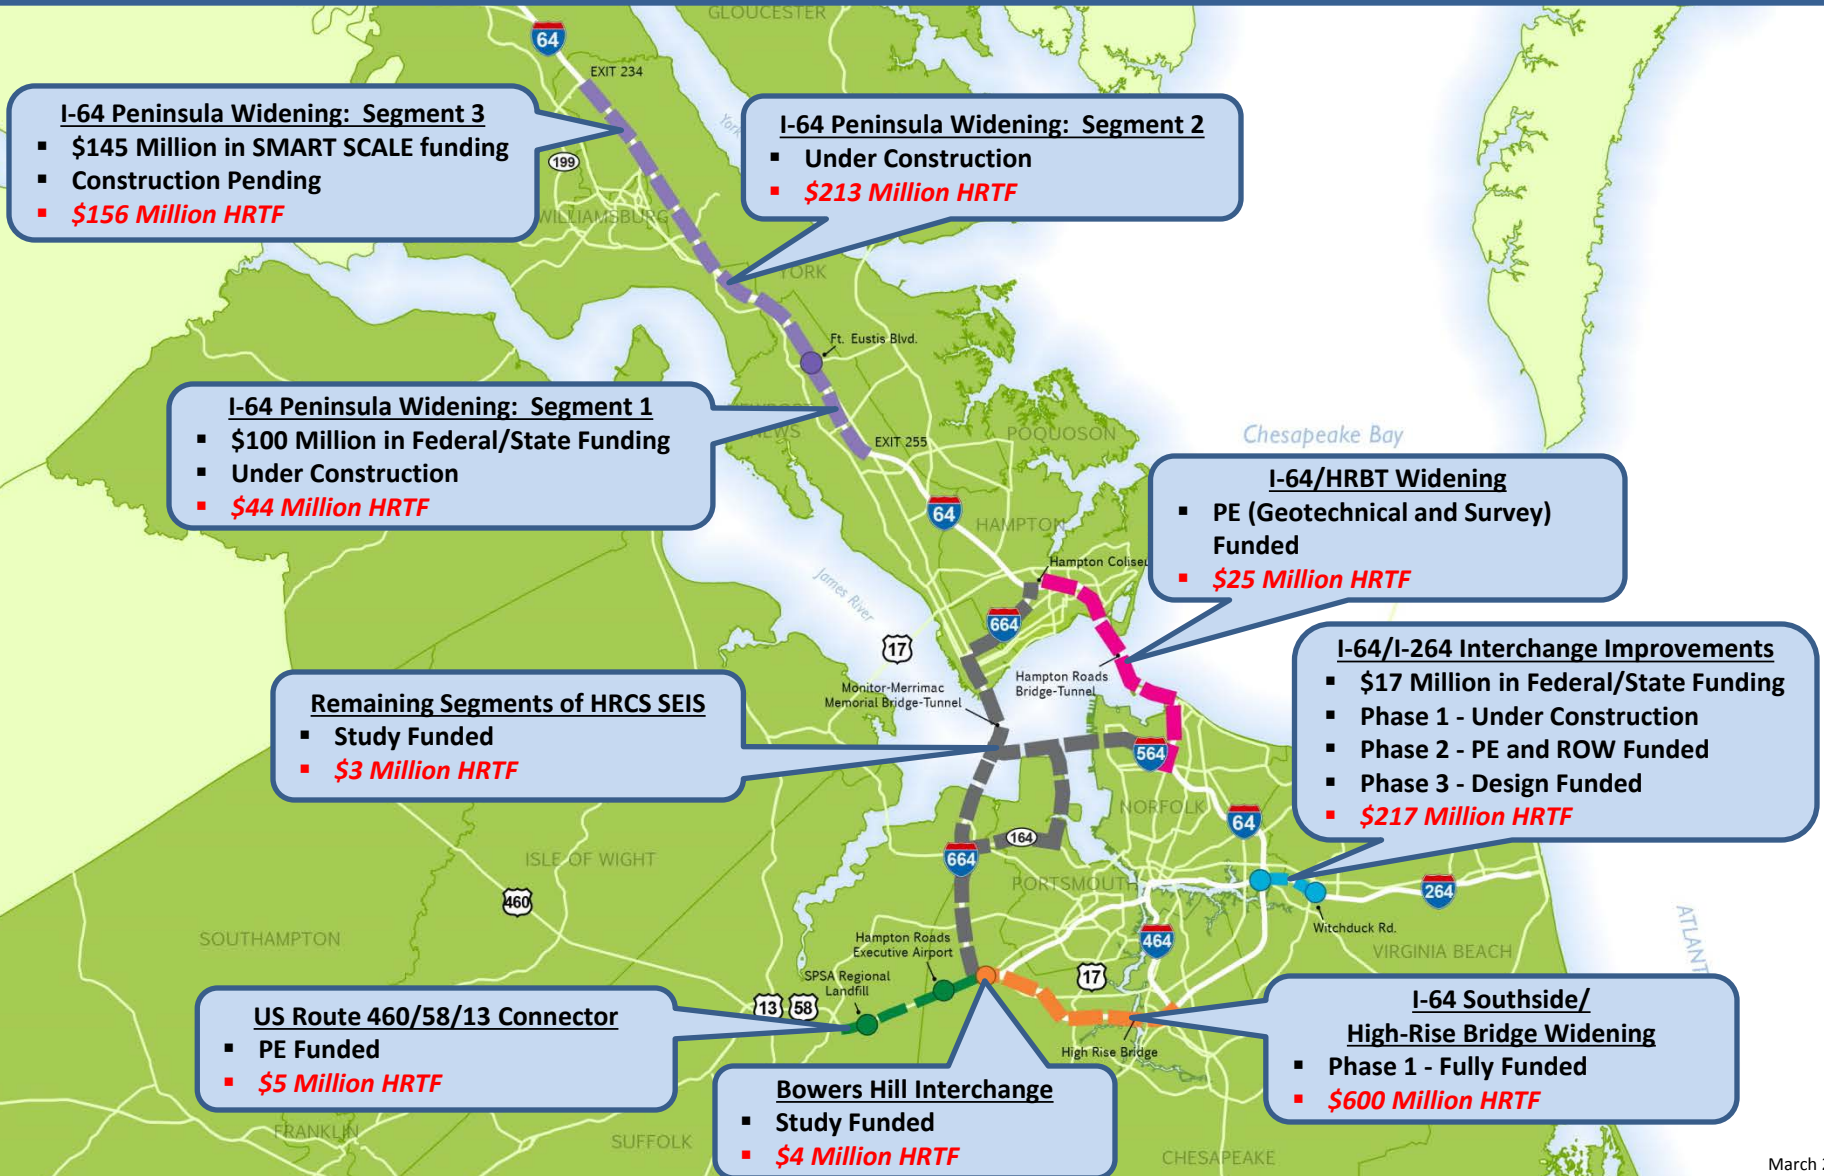 GLOUCESTER
64
EXIT 234
I-64 Peninsula Widening: Segment 3
▪ $145 Million in SMART SCALE funding
▪ Construction Pending
▪ $156 Million HRTF
I-64 Peninsula Widening: Segment 2
▪ Under Construction
▪ $213 Million HRTF
York
199
WILLIAMSBURG
YORK
Ft. Eustis Blvd.
I-64 Peninsula Widening: Segment 1
▪ $100 Million in Federal/State Funding
▪ Under Construction
▪ $44 Million HRTF
NEWS
EXIT 255
POQUOSON
Chesapeake Bay
64
HAMPTON
I-64/HRBT Widening
▪ PE (Geotechnical and Survey)
Funded
▪ $25 Million HRTF
Hampton Coliseu
James River
664
17
Monitor-Merrimac
Memorial Bridge-Tunnel
Hampton Roads
Bridge-Tunnel
I-64/I-264 Interchange Improvements
▪ $17 Million in Federal/State Funding
▪ Phase 1 - Under Construction
▪ Phase 2 - PE and ROW Funded
▪ Phase 3 - Design Funded
▪ $217 Million HRTF
Remaining Segments of HRCS SEIS
▪ Study Funded
▪ $3 Million HRTF
564
NORFOLK
64
164
664
ISLE OF WIGHT
PORTSMOUTH
264
460
Witchduck Rd.
SOUTHAMPTON
Hampton Roads
Executive Airport
464
VIRGINIA BEACH
ATLANT
SPSA Regional
Landfill
17
13
58
High Rise Bridge
US Route 460/58/13 Connector
▪ PE Funded
▪ $5 Million HRTF
I-64 Southside/
High-Rise Bridge Widening
▪ Phase 1 - Fully Funded
▪ $600 Million HRTF
Bowers Hill Interchange
▪ Study Funded
▪ $4 Million HRTF
FRANKLIN
SUFFOLK
CHESAPEAKE
March 2